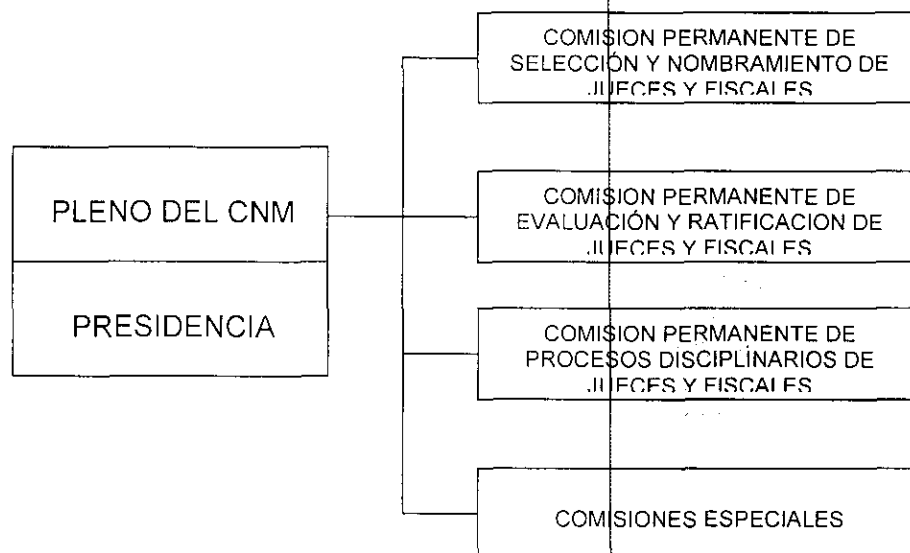 COMISION PERMANENTE DE
SELECCIÓN Y NOMBRAMIENTO DE
JUECES Y FISCALES
PLENO DEL CNM
PRESIDENCIA
COMISION PERMANENTE DE
EVALUACIÓN Y RATIFICACION DE
JUECES Y FISCALES
COMISION PERMANENTE DE
PROCESOS DISCIPLINARIOS DE
JUECES Y FISCALES
COMISIONES ESPECIALES